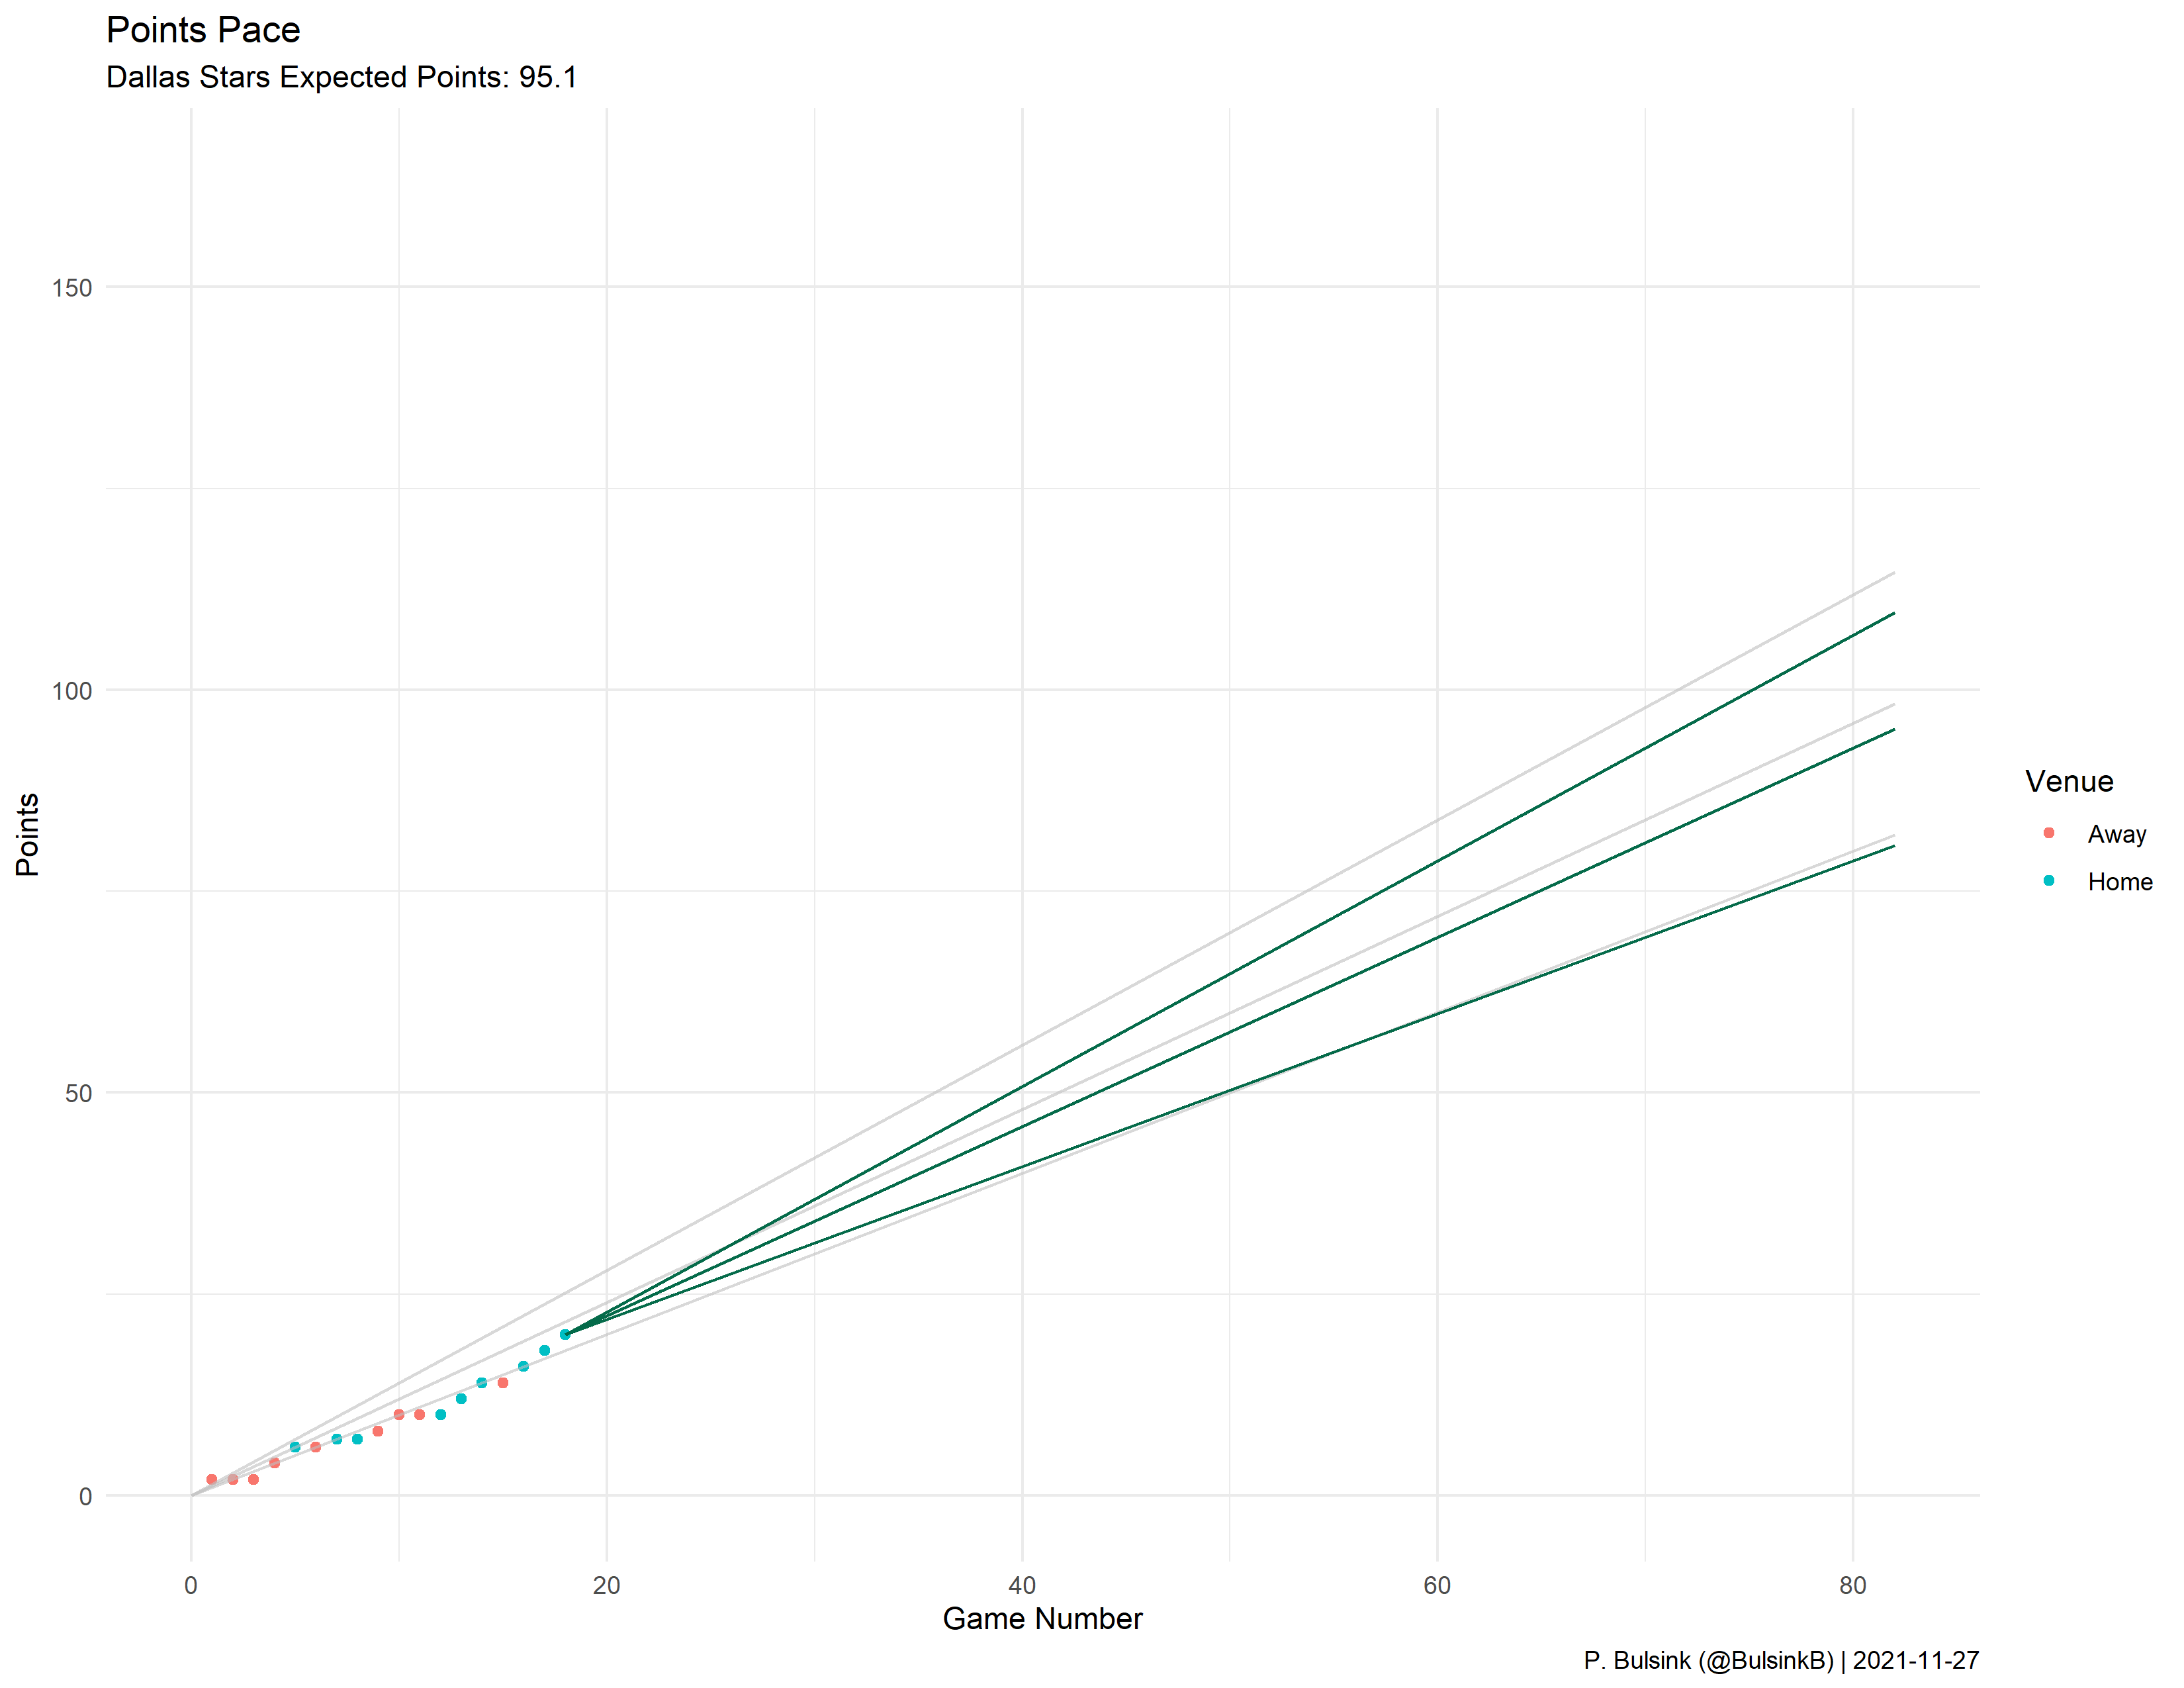 Points Pace
Dallas Stars Expected Points: 95.1
150
100
50
0
Points
0 20 40 60 80
Game Number
Venue
Away
Home
P. Bulsink (@BulsinkB) | 2021-11-27